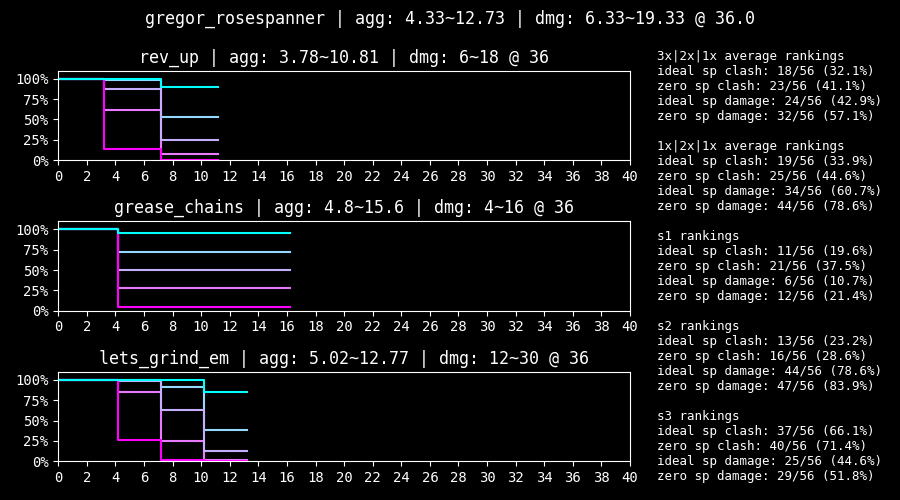 gregor_rosespanner | agg: 4.33~12.73 | dmg: 6.33~19.33 @ 36.0
rev_up | agg: 3.78~10.81 | dmg: 6~18 @ 36
100%
75%
50%
25%
0%
0 2 4 6 8 10 12 14 16 18 20 22 24 26 28 30 32 34 36 38 40
grease_chains | agg: 4.8~15.6 | dmg: 4~16 @ 36
100%
75%
50%
25%
0%
0 2 4 6 8 10 12 14 16 18 20 22 24 26 28 30 32 34 36 38 40
lets_grind_em | agg: 5.02~12.77 | dmg: 12~30 @ 36
100%
75%
50%
25%
0%
0 2 4 6 8 10 12 14 16 18 20 22 24 26 28 30 32 34 36 38 40
3x|2x|1x average rankings
ideal sp clash: 18/56 (32.1%)
zero sp clash: 23/56 (41.1%)
ideal sp damage: 24/56 (42.9%)
zero sp damage: 32/56 (57.1%)
1x|2x|1x average rankings
ideal sp clash: 19/56 (33.9%)
zero sp clash: 25/56 (44.6%)
ideal sp damage: 34/56 (60.7%)
zero sp damage: 44/56 (78.6%)
s1 rankings
ideal sp clash: 11/56 (19.6%)
zero sp clash: 21/56 (37.5%)
ideal sp damage: 6/56 (10.7%)
zero sp damage: 12/56 (21.4%)
s2 rankings
ideal sp clash: 13/56 (23.2%)
zero sp clash: 16/56 (28.6%)
ideal sp damage: 44/56 (78.6%)
zero sp damage: 47/56 (83.9%)
s3 rankings
ideal sp clash: 37/56 (66.1%)
zero sp clash: 40/56 (71.4%)
ideal sp damage: 25/56 (44.6%)
zero sp damage: 29/56 (51.8%)